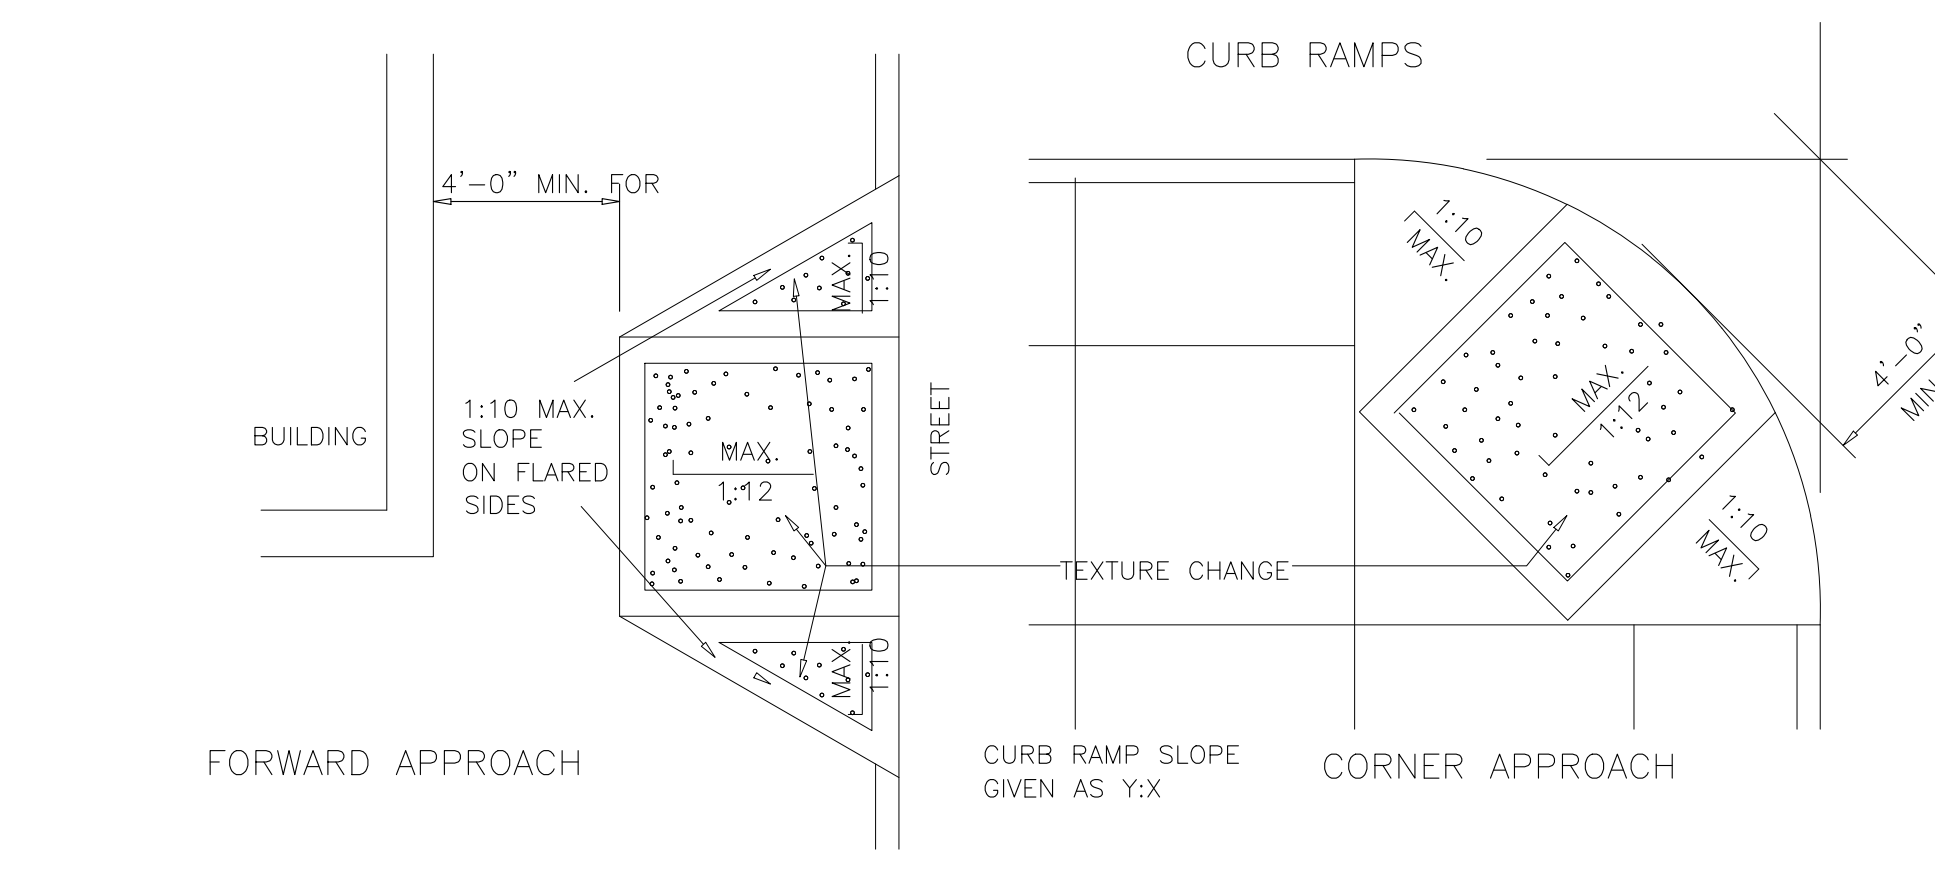 CURB RAMPS
4'-0" MIN. FOR
MAX.
1:10
1:10
MAX.
4'-0"
MIN
1:10 MAX.
SLOPE
ON FLARED
SIDES
BUILDING
MAX.
1:12
STREET
MAX.
1:12
1:10
MAX.
TEXTURE CHANGE
MAX.
1:10
FORWARD APPROACH
CURB RAMP SLOPE
GIVEN AS Y:X
CORNER APPROACH